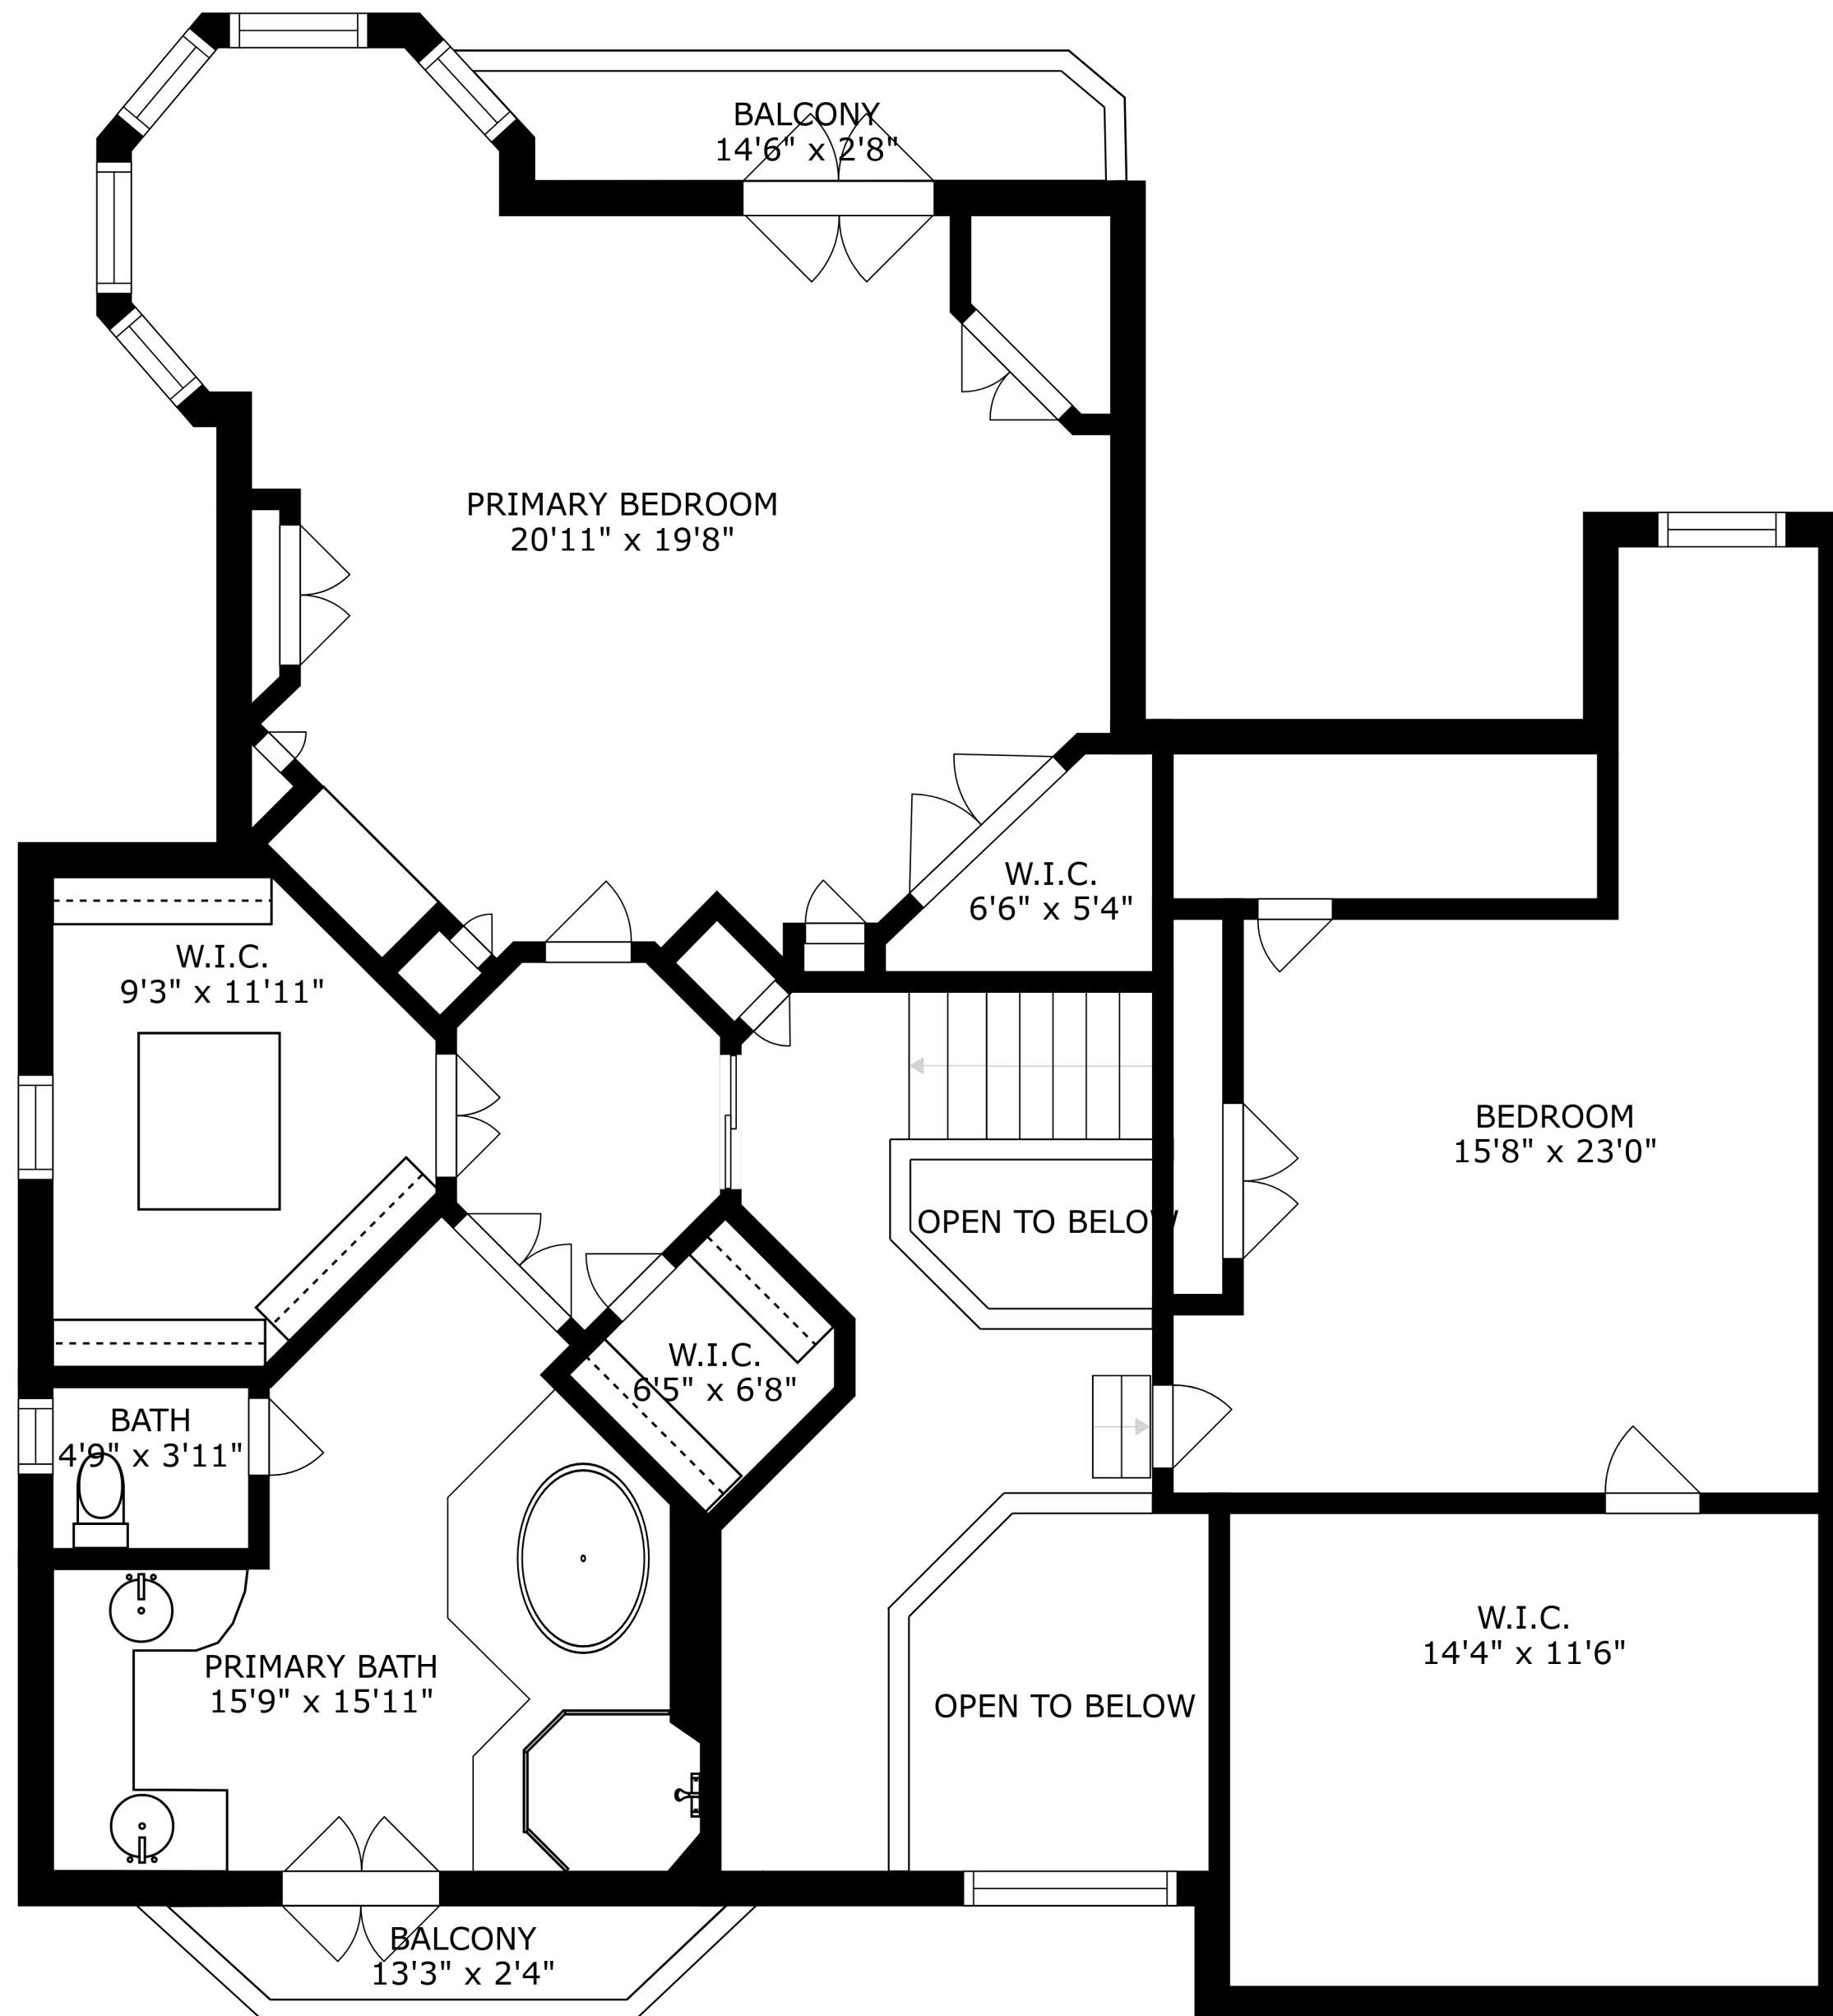 BALCONY
14'6" x 2'8"
PRIMARY BEDROOM
20'11" x 19'8"
W.I.C.
6'6" x 5'4"
W.I.C.
9'3" x 11'11"
BEDROOM
15'8" x 23'0"
OPEN TO BELOW
W.I.C.
6'5" x 6'8"
BATH
4'9" x 3'11"
W.I.C.
14'4" x 11'6"
PRIMARY BATH
15'9" x 15'11"
OPEN TO BELOW
BALCONY
13'3" x 2'4"